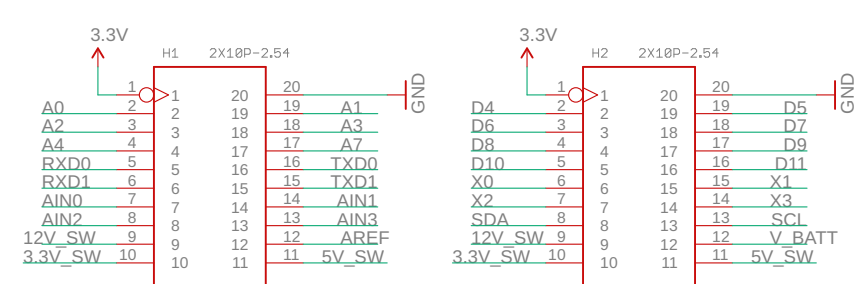 3.3V 3.3V
H1 2X10P-2.54 H2 2X10P-2.54
1 1 20 20 GND 1 1 20 20 GND
A0 2 2 19 19 A1 D4 2 2 19 19 D5
A2 3 3 18 18 A3 D6 3 3 18 18 D7
A4 4 4 17 17 A7 D8 4 4 17 17 D9
RXD0 5 5 16 16 TXD0 D10 5 5 16 16 D11
RXD1 6 6 15 15 TXD1 X0 6 6 15 15 X1
AIN0 7 7 14 14 AIN1 X2 7 7 14 14 X3
AIN2 8 8 13 13 AIN3 SDA 8 8 13 13 SCL
12V_SW 9 9 12 12 AREF 12V_SW 9 9 12 12 V_BATT
3.3V_SW 10 10 11 11 5V_SW 3.3V_SW 10 10 11 11 5V_SW